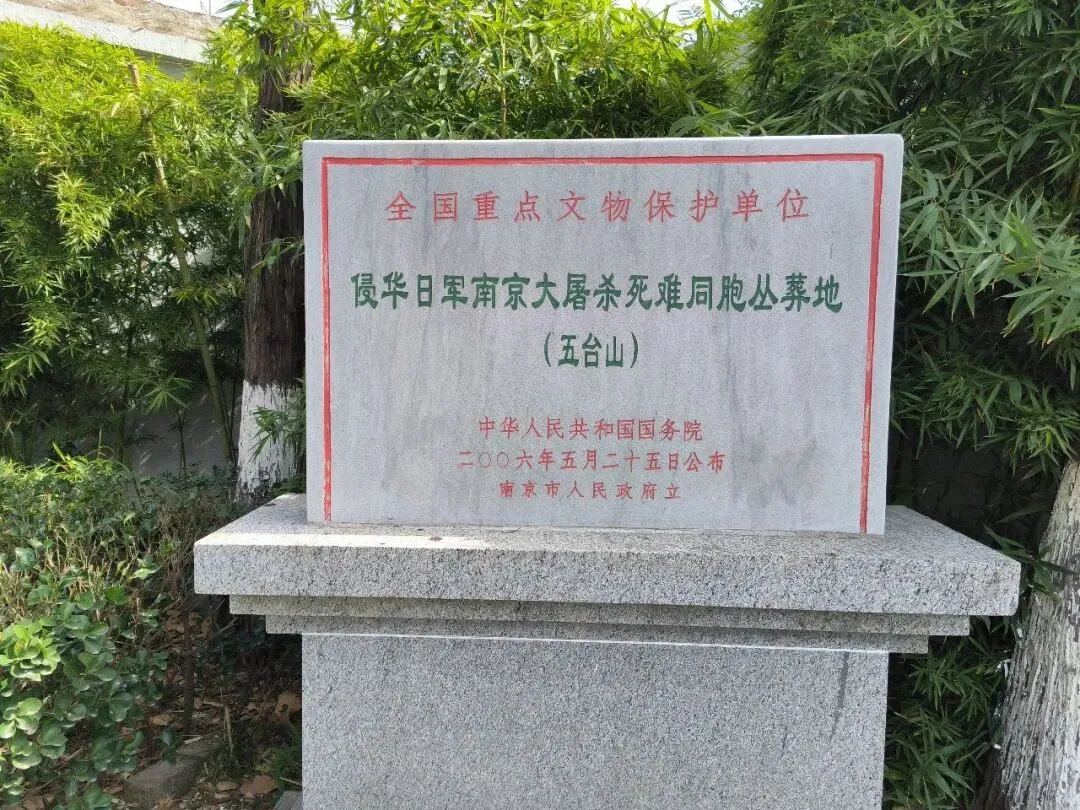 全国重点文物保护单位
侵华日军南京大屠杀死难同胞丛葬地
（五台山）
中华人民共和国国务院
二〇〇六年五月二十五日公布
南京市人民政府立